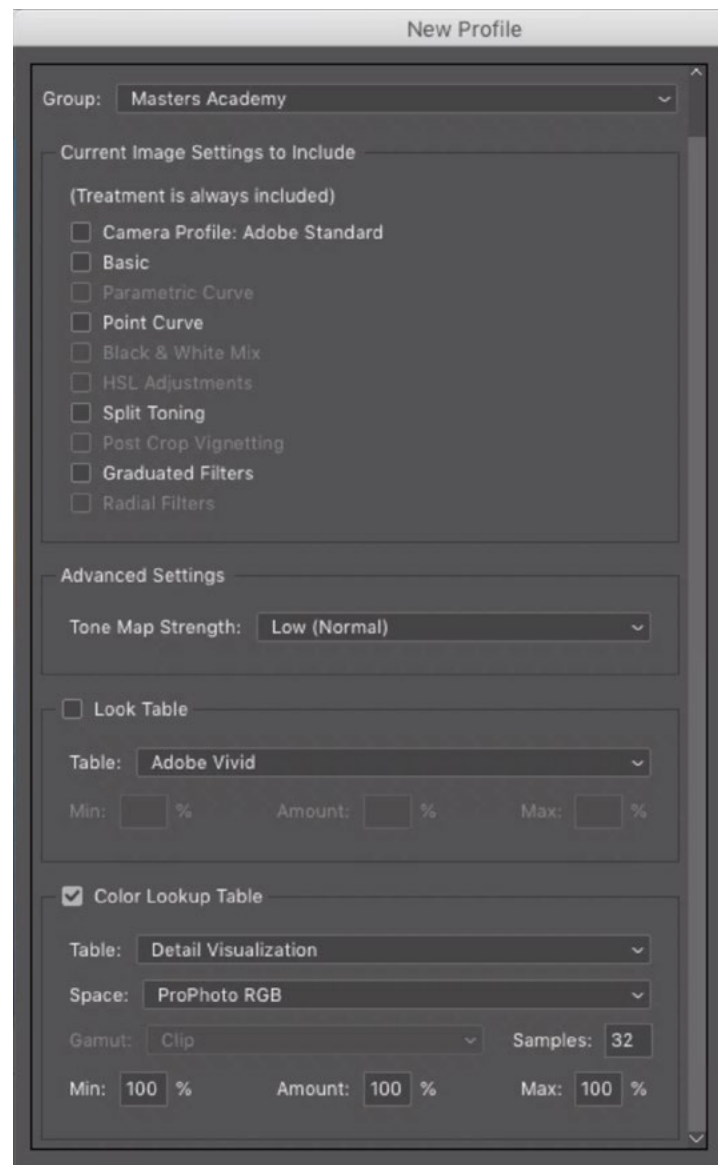 New Profile
Group: Masters Academy
Current Image Settings to Include
(Treatment is always included)
Camera Profile: Adobe Standard
Basic
Parametric Curve
Point Curve
Black & White Mix
HSL Adjustments
Split Toning
Post Crop Vignetting
Graduated Filters
Radial Filters
Advanced Settings
Tone Map Strength: Low (Normal)
Look Table
Table: Adobe Vivid
Min: % Amount: % Max: %
Color Lookup Table
Table: Detail Visualization
Space: ProPhoto RGB
Gamut: Clip Samples: 32
Min: 100 % Amount: 100 % Max: 100 %